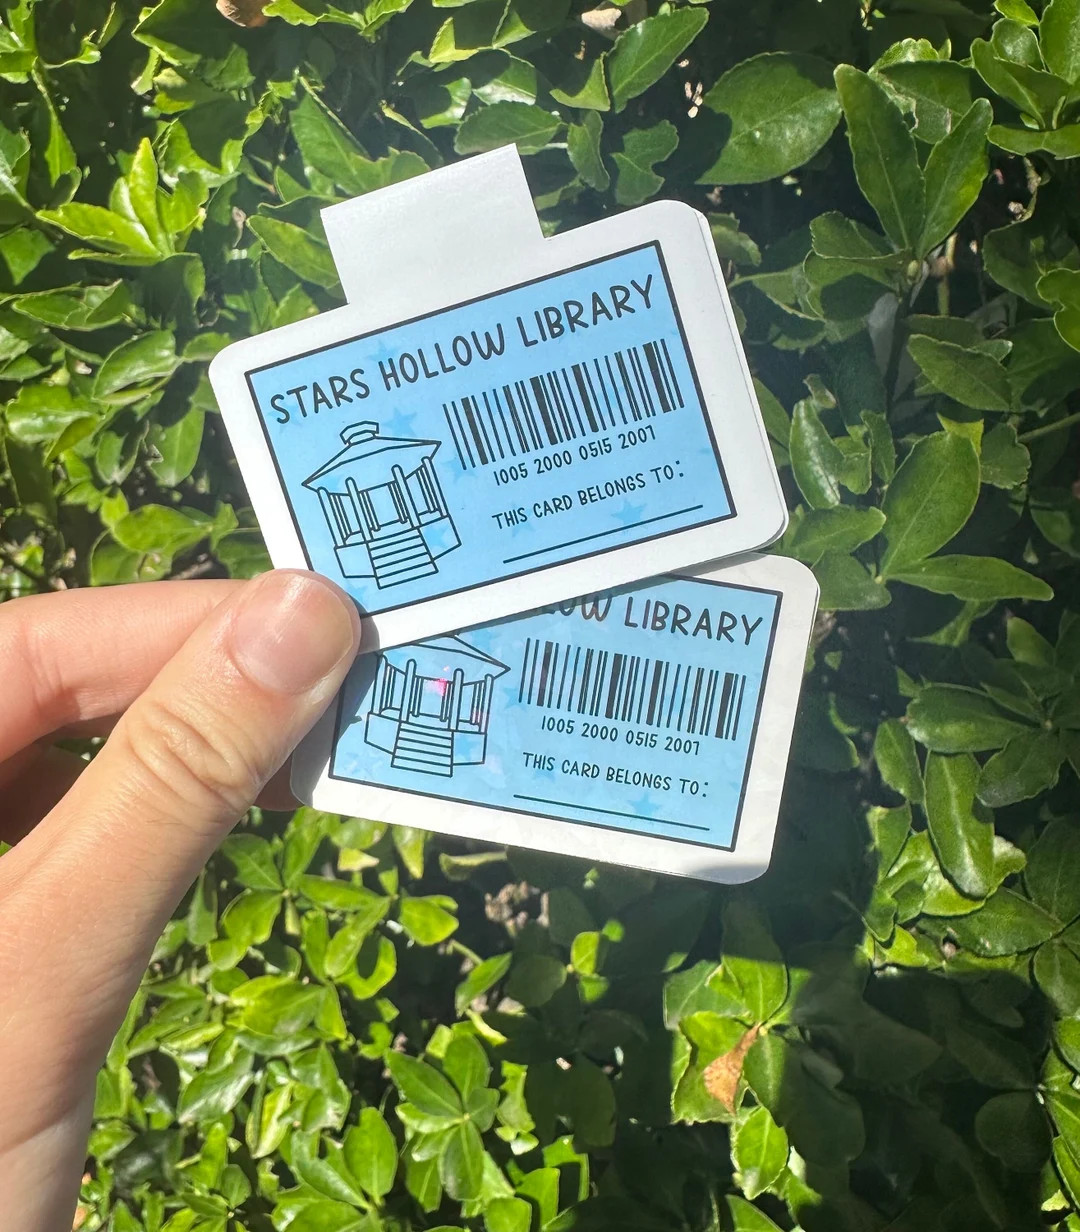 STARS HOLLOW LIBRARY
1005 2000 0515 2007
THIS CARD BELONGS TO:
LOW LIBRARY
1005 2000 0515 2007
THIS CARD BELONGS TO: